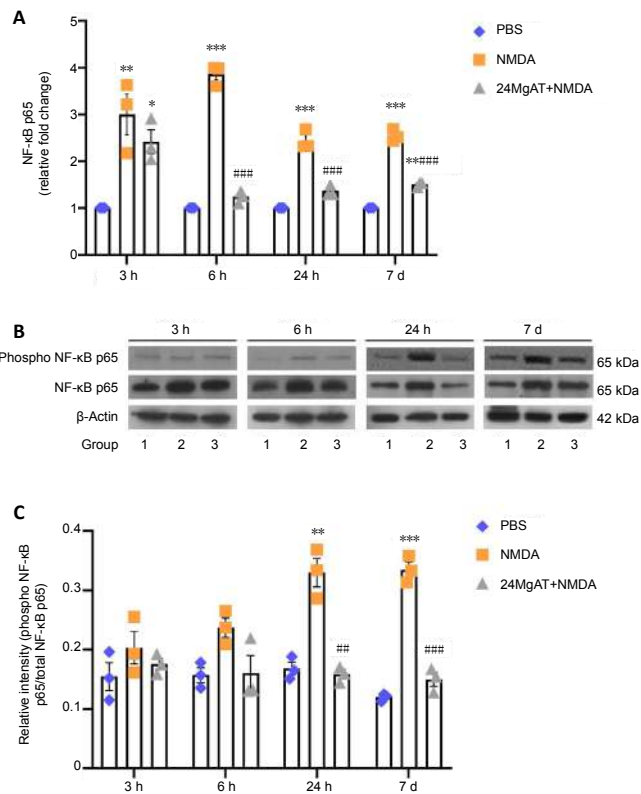 A
NF-κB p65
(relative fold change)
5
4
3
2
1
0
**
*
***
###
***
###
***
**###
3 h
6 h
24 h
7 d
PBS
NMDA
24MgAT+NMDA
B
3 h
6 h
24 h
7 d
Phospho NF-κB p65
65 kDa
NF-κB p65
65 kDa
β-Actin
42 kDa
Group
1 2 3 1 2 3 1 2 3 1 2 3
C
Relative intensity (phospho NF-κB
p65/total NF-κB p65)
0.4
0.3
0.2
0.1
0
**
##
***
###
3 h
6 h
24 h
7 d
PBS
NMDA
24MgAT+NMDA